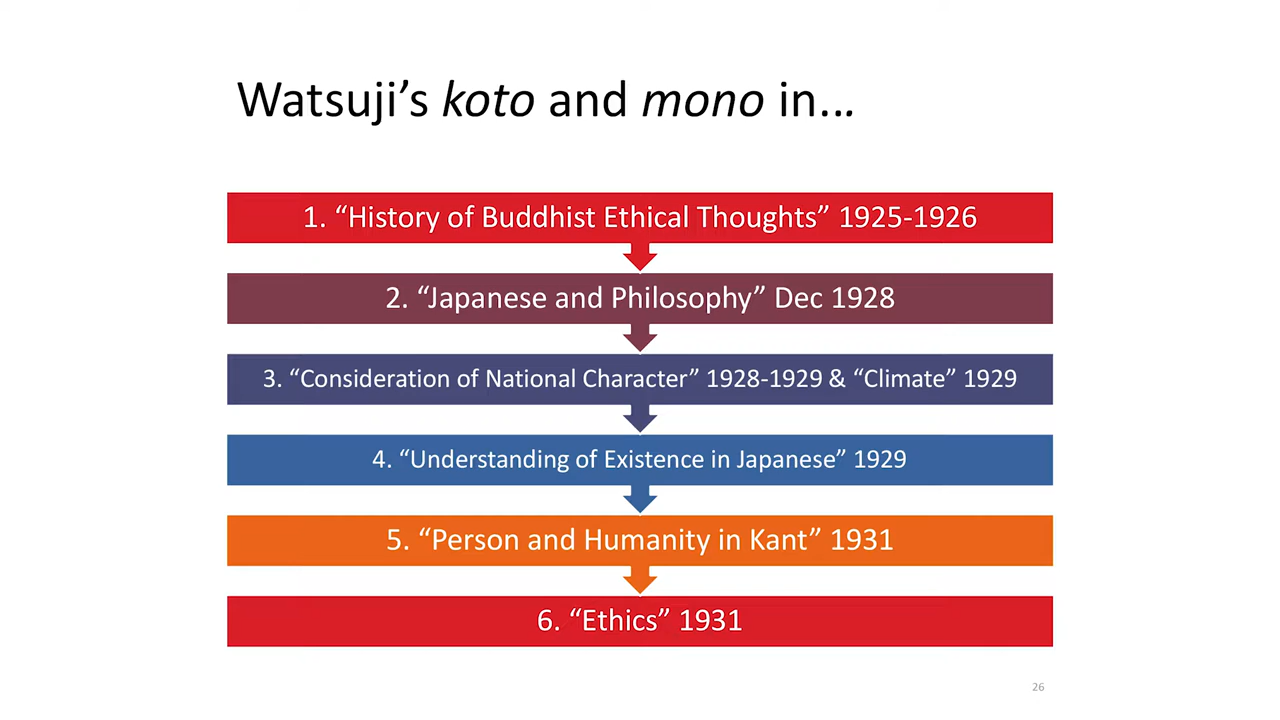 Watsuji’s koto and mono in…
1. “History of Buddhist Ethical Thoughts” 1925-1926
2. “Japanese and Philosophy” Dec 1928
3. “Consideration of National Character” 1928-1929 & “Climate” 1929
4. “Understanding of Existence in Japanese” 1929
5. “Person and Humanity in Kant” 1931
6. “Ethics” 1931
26